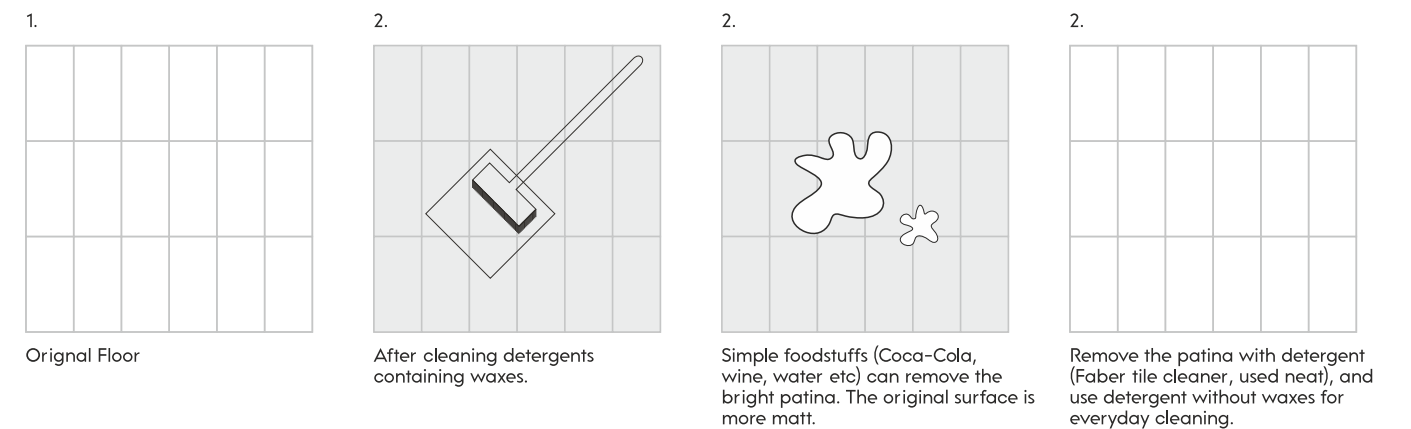 1.
2.
2.
2.
Orignal Floor
After cleaning detergents
containing waxes.
Simple foodstuffs (Coca-Cola,
wine, water etc) can remove the
bright patina. The original surface is
more matt.
Remove the patina with detergent
(Faber tile cleaner, used neat), and
use detergent without waxes for
everyday cleaning.